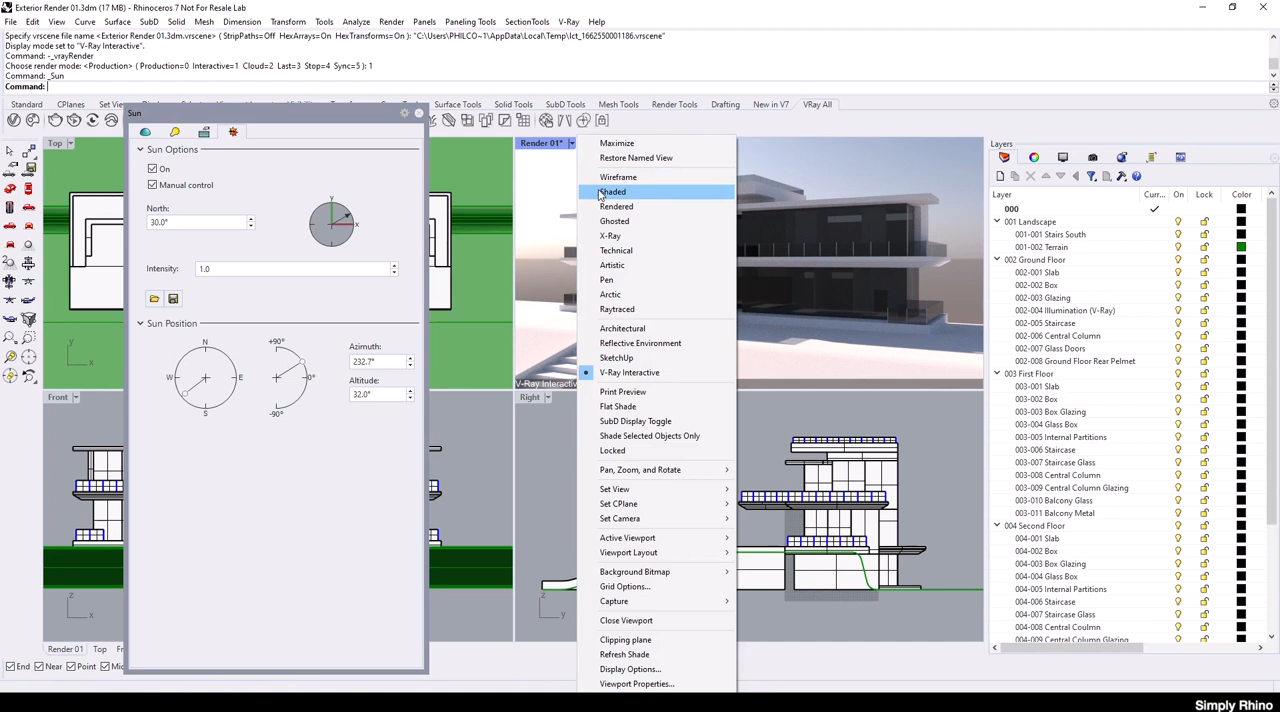 Exterior Render 01.3dm (17 MB) - Rhinoceros 7 Not For Resale Lab
File Edit View Curve Surface SubD Solid Mesh Dimension Transform Tools Analyze Render Panels Paneling Tools SectionTools V-Ray Help
Specify vrscene file name <Exterior Render 01.3dm.vrscene> ( StripPaths=Off HexArrays=On HexTransforms=On ): "C:\Users\PHILCO~1\AppData\Local\Temp\lct_1662550001186.vrscene"
Display mode set to "V-Ray Interactive".
Command: -_vrayRender
Choose render mode: <Production> ( Production=0 Interactive=1 Cloud=2 Last=3 Stop=4 Sync=5 ): 1
Command: _Sun
Command:
Standard CPlanes Set Vi Surface Tools Solid Tools SubD Tools Mesh Tools Render Tools Drafting New in V7 VRay All
Sun
Sun Options
On
Manual control
North:
30.0°
y
x
Intensity: 1.0
Sun Position
N
W E
S
+90°
0°
-90°
Azimuth:
232.7°
Altitude:
32.0°
Top
y
x
Front
z
x
Render 01*
V-Ray Interactiv
Right
z
y
Maximize
Restore Named View
Wireframe
Shaded
Rendered
Ghosted
X-Ray
Technical
Artistic
Pen
Arctic
Raytraced
Architectural
Reflective Environment
SketchUp
V-Ray Interactive
Print Preview
Flat Shade
SubD Display Toggle
Shade Selected Objects Only
Locked
Pan, Zoom, and Rotate
Set View
Set CPlane
Set Camera
Active Viewport
Viewport Layout
Background Bitmap
Grid Options...
Capture
Close Viewport
Clipping plane
Refresh Shade
Display Options...
Viewport Properties...
Layers
Layer Curr... On Lock Color
000
001 Landscape
001-001 Stairs South
001-002 Terrain
002 Ground Floor
002-001 Slab
002-002 Box
002-003 Glazing
002-004 Illumination (V-Ray)
002-005 Staircase
002-006 Central Column
002-007 Glass Doors
002-008 Ground Floor Rear Pelmet
003 First Floor
003-001 Slab
003-002 Box
003-003 Box Glazing
003-004 Glass Box
003-005 Internal Partitions
003-006 Staircase
003-007 Staircase Glass
003-008 Central Column
003-009 Central Column Glazing
003-010 Balcony Glass
003-011 Balcony Metal
004 Second Floor
004-001 Slab
004-002 Box
004-003 Box Glazing
004-004 Glass Box
004-005 Internal Partitions
004-006 Staircase
004-007 Staircase Glass
004-008 Central Coulmn
004-009 Central Column Glazing
Render 01 Top Fr
End Near Point Mi
Simply Rhino